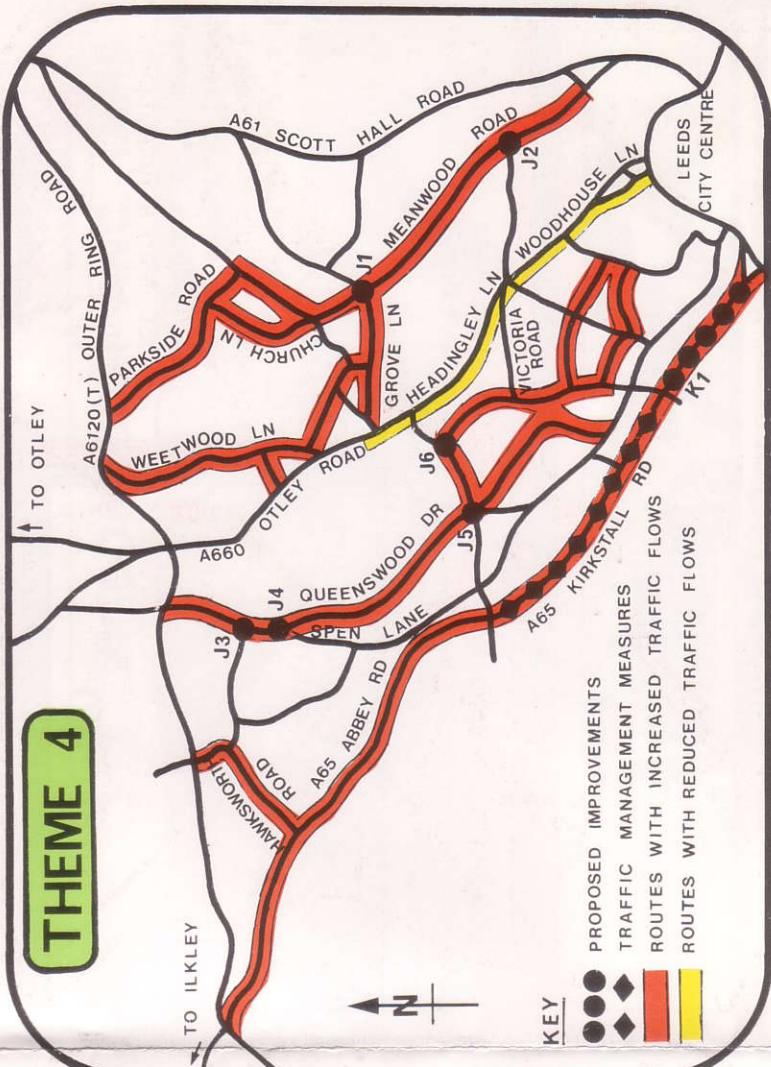 THEME 4
TO ILKLEY
TO OTLEY
A6120(T) OUTER RING ROAD
A61 SCOTT HALL ROAD
PARKSIDE ROAD
CHURCH LN
WEETWOOD LN
GROVE LN
MEANWOOD ROAD
J1
J2
A660
OTLEY ROAD
HEADINGLEY LN
WOODHOUSE LN
VICTORIA ROAD
LEEDS
CITY CENTRE
J3
J4
QUEENSWOOD DR
SPEN LANE
J5
J6
HAWKSWORTH ROAD
A65 ABBEY RD
A65 KIRKSTALL RD
K1
N
KEY
PROPOSED IMPROVEMENTS
TRAFFIC MANAGEMENT MEASURES
ROUTES WITH INCREASED TRAFFIC FLOWS
ROUTES WITH REDUCED TRAFFIC FLOWS